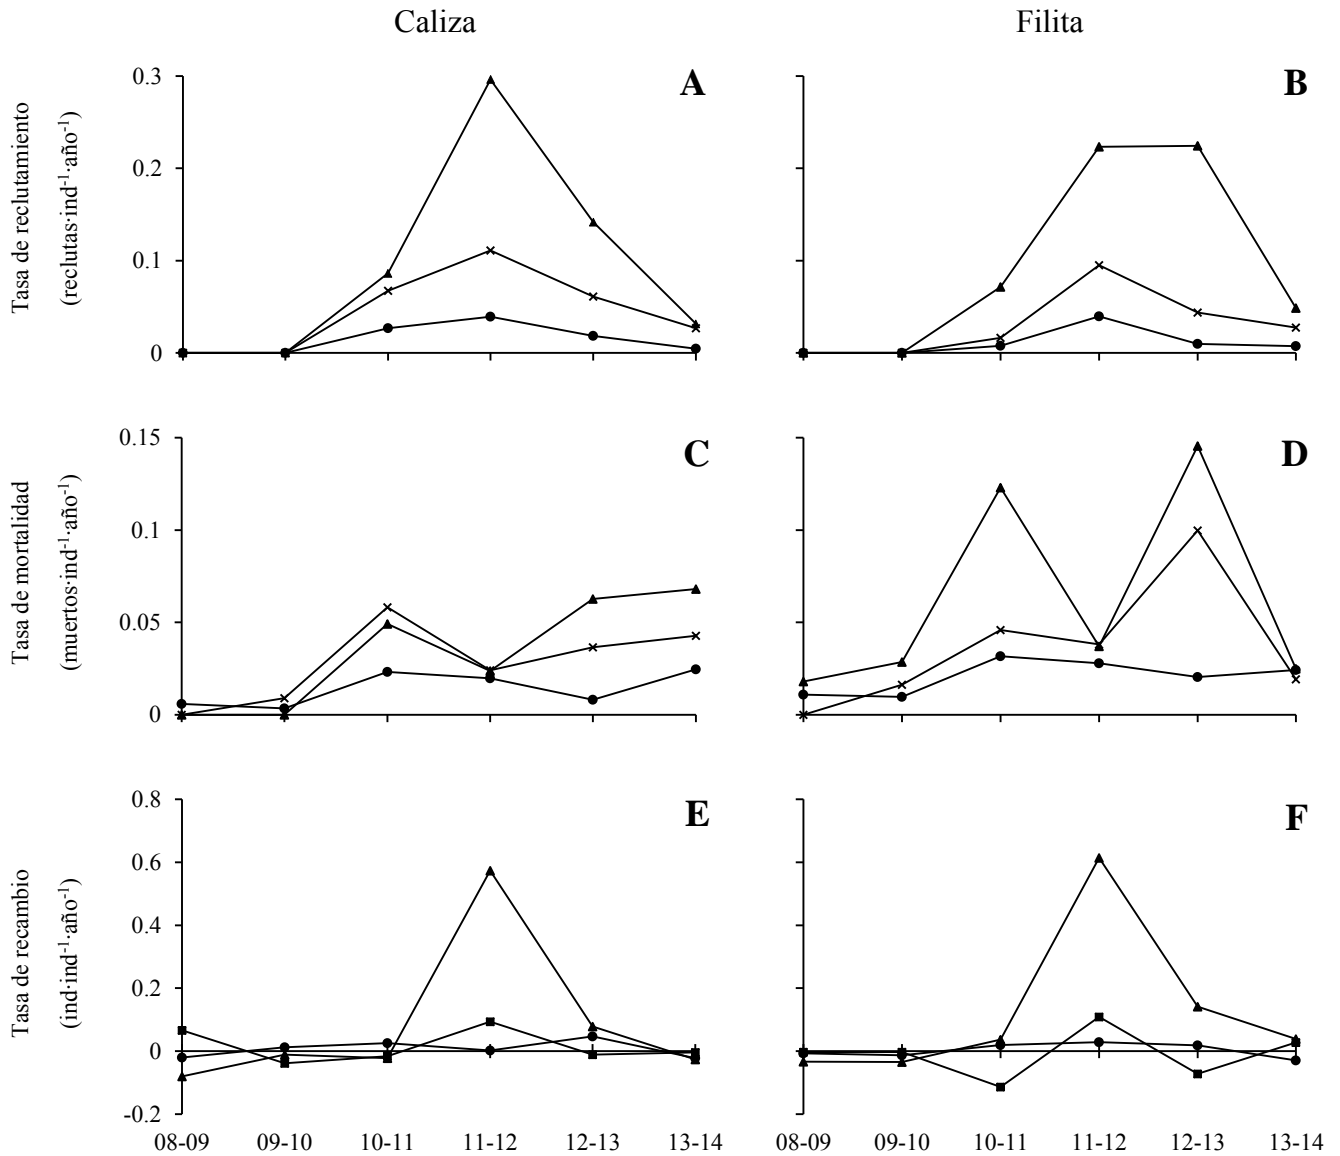 Caliza
Filita
Tasa de reclutamiento
(reclutas·ind⁻¹·año⁻¹)
0.3
0.2
0.1
0
A
B
Tasa de mortalidad
(muertos·ind⁻¹·año⁻¹)
0.15
0.1
0.05
0
C
D
Tasa de recambio
(ind·ind⁻¹·año⁻¹)
0.8
0.6
0.4
0.2
0
-0.2
E
F
08-09 09-10 10-11 11-12 12-13 13-14
08-09 09-10 10-11 11-12 12-13 13-14